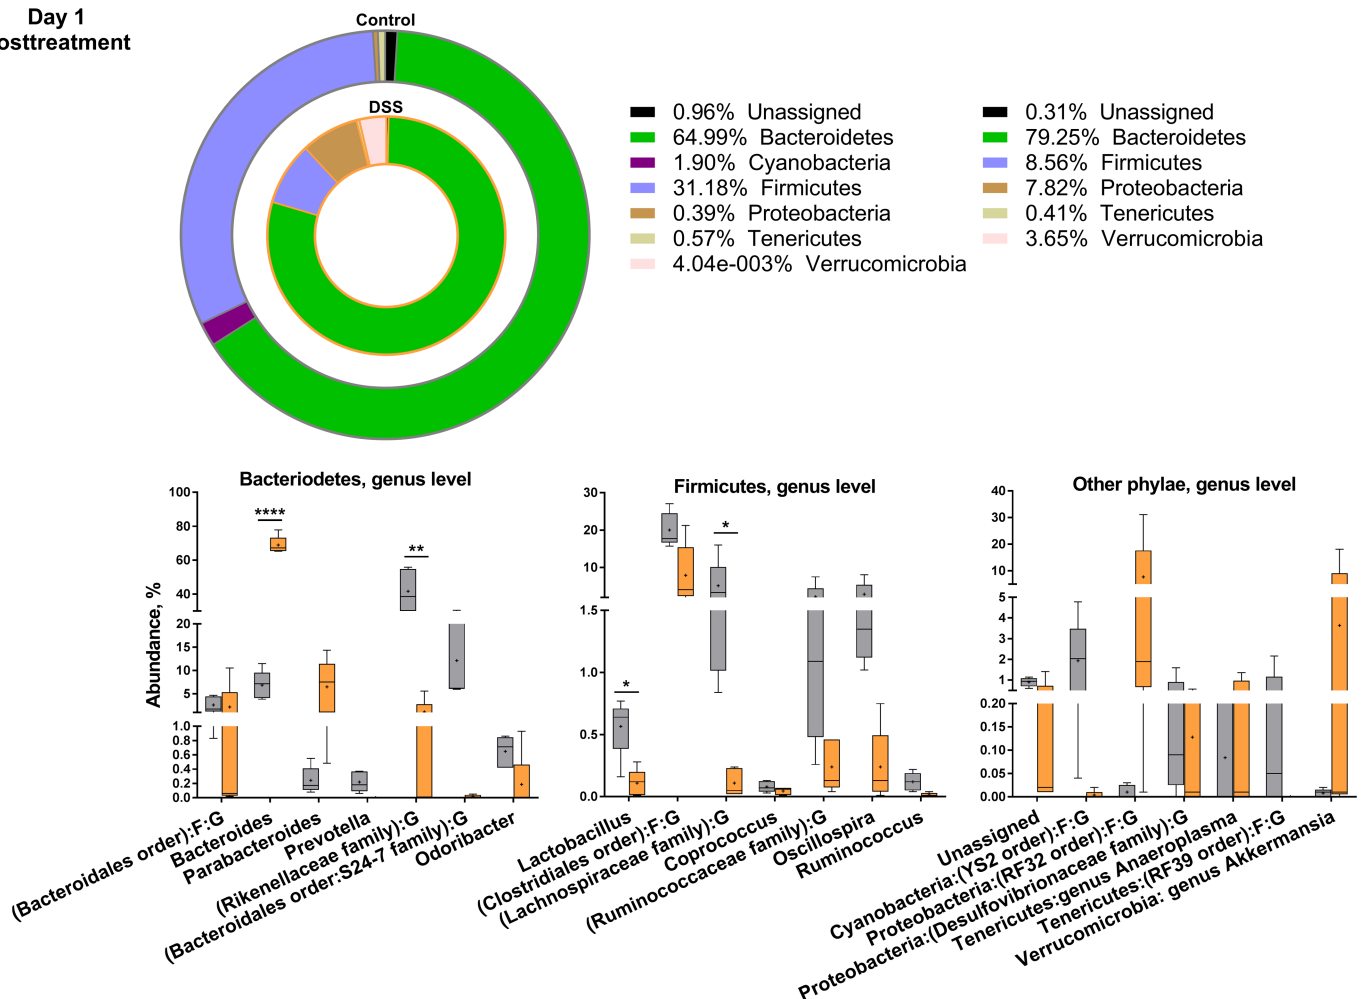 Day 1
osttreatment
Control
DSS
0.96% Unassigned
64.99% Bacteroidetes
1.90% Cyanobacteria
31.18% Firmicutes
0.39% Proteobacteria
0.57% Tenericutes
4.04e-003% Verrucomicrobia
0.31% Unassigned
79.25% Bacteroidetes
8.56% Firmicutes
7.82% Proteobacteria
0.41% Tenericutes
3.65% Verrucomicrobia
Bacteriodetes, genus level
Abundance, %
100
80
60
40
20
15
10
5
1.0
0.8
0.6
0.4
0.2
0.0
****
**
(Bacteroidales order):F:G
Bacteroides
Parabacteroides
Prevotella
(Rikenellaceae family):G
(Bacteroidales order:S24-7 family):G
Odoribacter
Firmicutes, genus level
30
20
10
1.5
1.0
0.5
0.0
*
*
Lactobacillus
(Clostridiales order):F:G
(Lachnospiraceae family):G
Coprococcus
(Ruminococcaceae family):G
Oscillospira
Ruminococcus
Other phylae, genus level
40
30
20
10
5
4
3
2
1
0.20
0.15
0.10
0.05
0.00
Unassigned
Cyanobacteria:(YS2 order):F:G
Proteobacteria:(RF32 order):F:G
Proteobacteria:(Desulfovibrionaceae family):G
Tenericutes:genus Anaeroplasma
Tenericutes:(RF39 order):F:G
Verrucomicrobia: genus Akkermansia